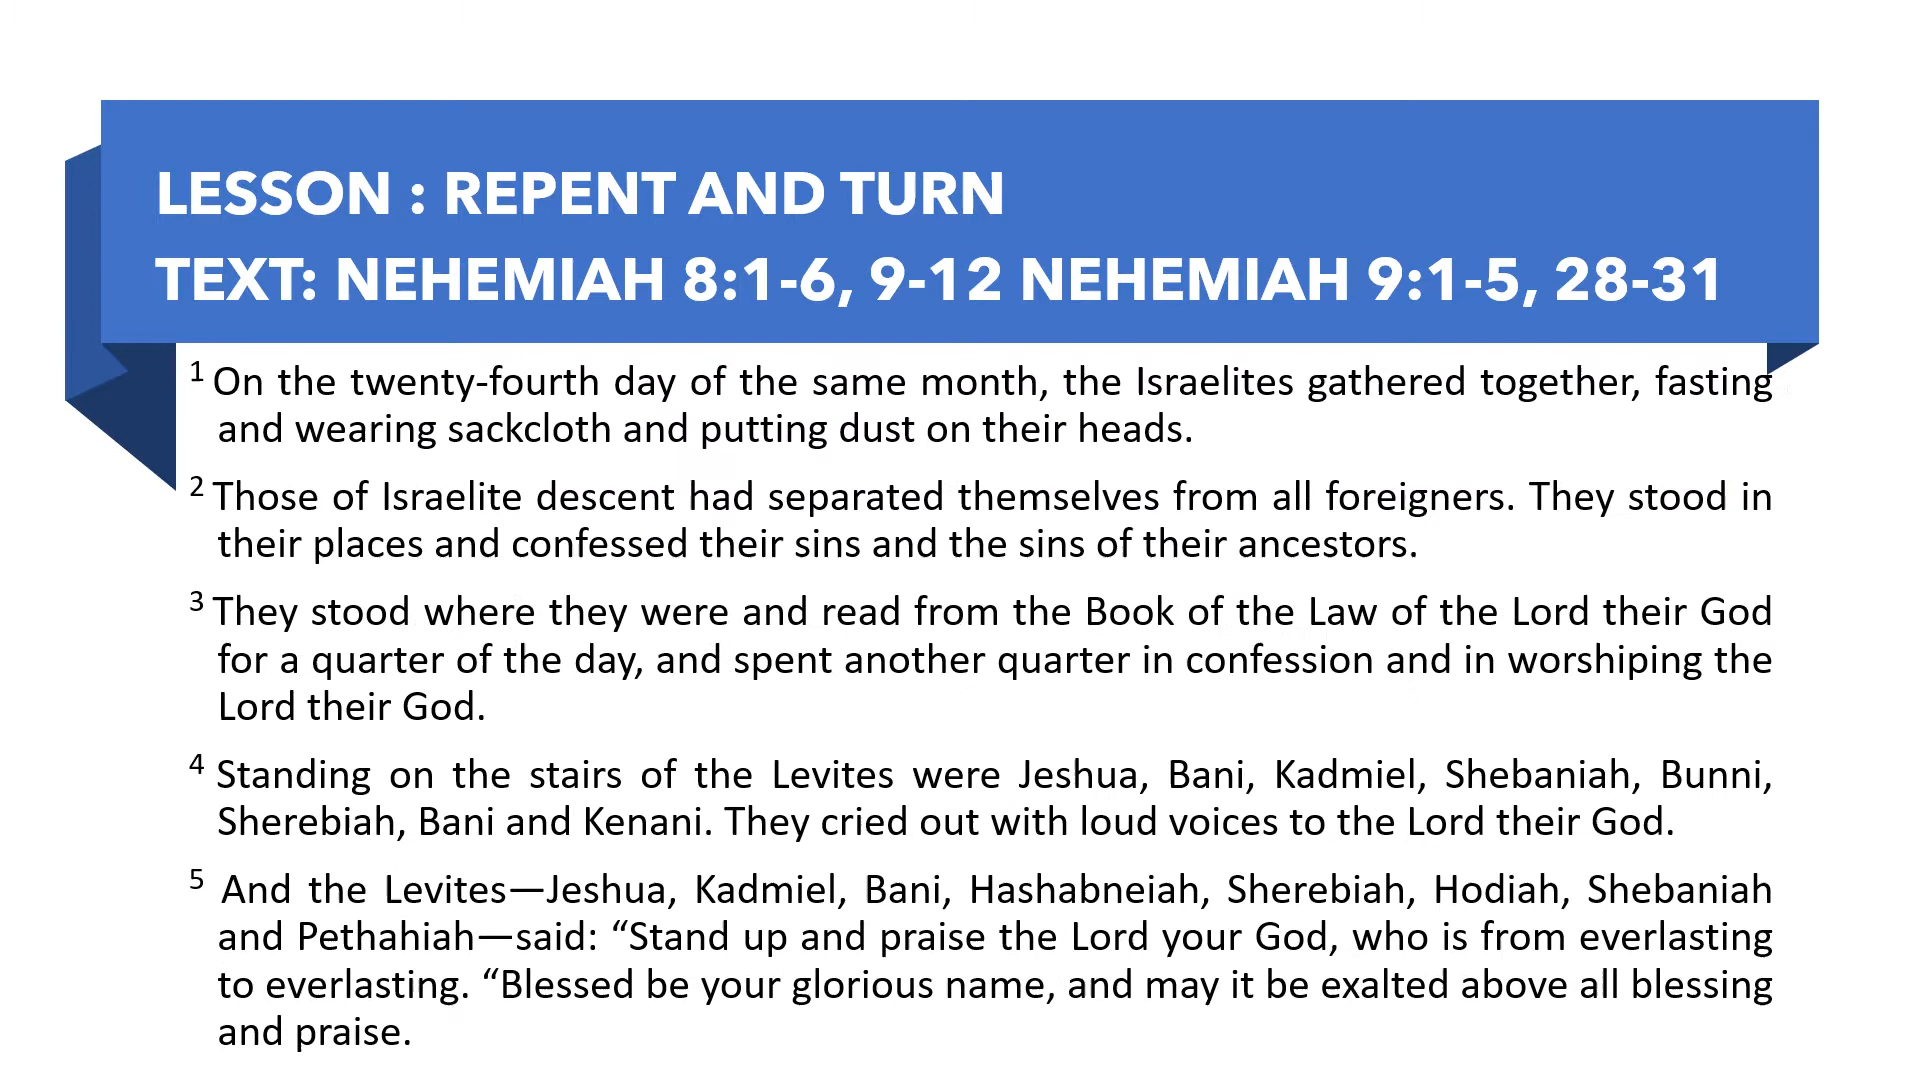 LESSON : REPENT AND TURN
TEXT: NEHEMIAH 8:1-6, 9-12 NEHEMIAH 9:1-5, 28-31
1 On the twenty-fourth day of the same month, the Israelites gathered together, fasting
and wearing sackcloth and putting dust on their heads.
2 Those of Israelite descent had separated themselves from all foreigners. They stood in
their places and confessed their sins and the sins of their ancestors.
3 They stood where they were and read from the Book of the Law of the Lord their God
for a quarter of the day, and spent another quarter in confession and in worshiping the
Lord their God.
4 Standing on the stairs of the Levites were Jeshua, Bani, Kadmiel, Shebaniah, Bunni,
Sherebiah, Bani and Kenani. They cried out with loud voices to the Lord their God.
5 And the Levites—Jeshua, Kadmiel, Bani, Hashabneiah, Sherebiah, Hodiah, Shebaniah
and Pethahiah—said: “Stand up and praise the Lord your God, who is from everlasting
to everlasting. “Blessed be your glorious name, and may it be exalted above all blessing
and praise.